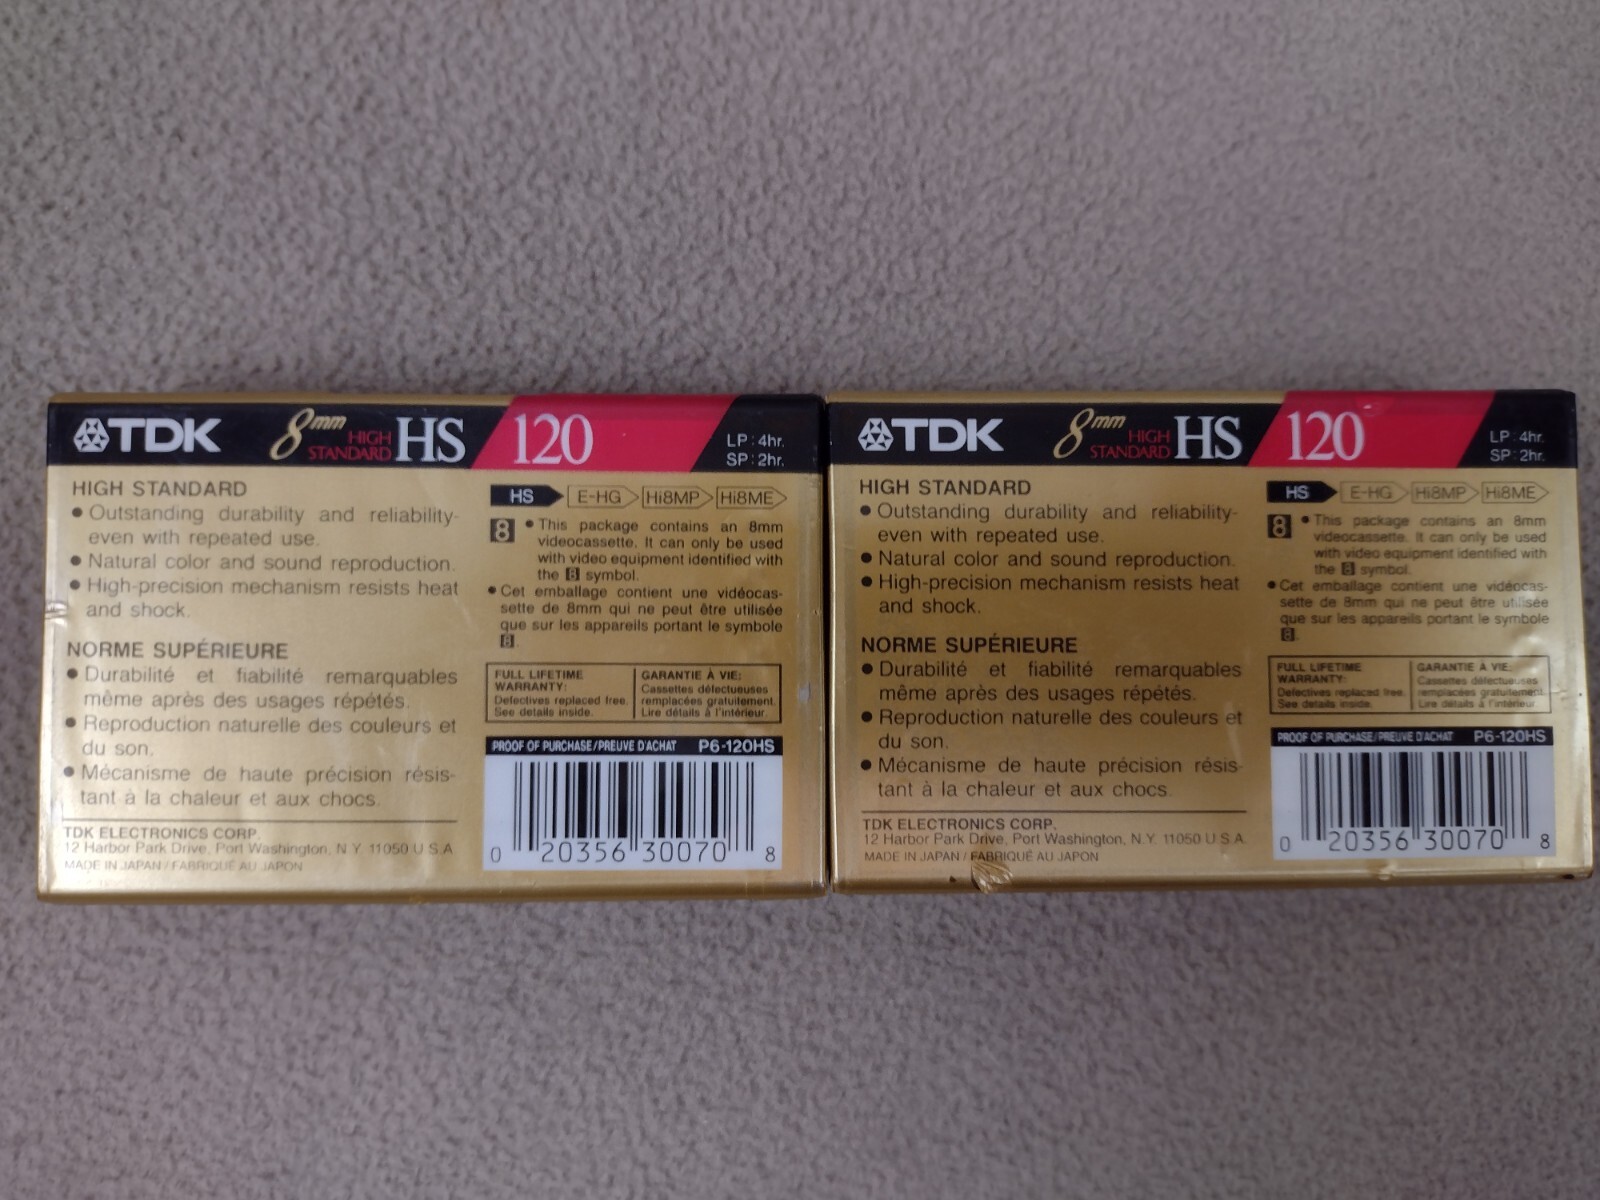 TDK 8mm HIGH STANDARD HS 120 LP:4hr. SP:2hr.
HIGH STANDARD
● Outstanding durability and reliability-
even with repeated use.
● Natural color and sound reproduction.
● High-precision mechanism resists heat
and shock.
NORME SUPÉRIEURE
● Durabilité et fiabilité remarquables
même après des usages répétés.
● Reproduction naturelle des couleurs et
du son.
● Mécanisme de haute précision résis-
tant à la chaleur et aux chocs.
TDK ELECTRONICS CORP.
12 Harbor Park Drive, Port Washington, N.Y. 11050 U.S.A.
MADE IN JAPAN / FABRIQUÉ AU JAPON
HS E-HG Hi8MP Hi8ME
8 ● This package contains an 8mm
videocassette. It can only be used
with video equipment identified with
the 8 symbol.
● Cet emballage contient une vidéocas-
sette de 8mm qui ne peut être utilisée
que sur les appareils portant le symbole
8.
FULL LIFETIME
WARRANTY:
Defectives replaced free.
See details inside.
GARANTIE À VIE:
Cassettes défectueuses
remplacées gratuitement.
Lire détails à l'intérieur.
PROOF OF PURCHASE/PREUVE D'ACHAT P6-120HS
0 20356 30070 8
TDK 8mm HIGH STANDARD HS 120 LP:4hr. SP:2hr.
HIGH STANDARD
● Outstanding durability and reliability-
even with repeated use.
● Natural color and sound reproduction.
● High-precision mechanism resists heat
and shock.
NORME SUPÉRIEURE
● Durabilité et fiabilité remarquables
même après des usages répétés.
● Reproduction naturelle des couleurs et
du son.
● Mécanisme de haute précision résis-
tant à la chaleur et aux chocs.
TDK ELECTRONICS CORP.
12 Harbor Park Drive, Port Washington, N.Y. 11050 U.S.A.
MADE IN JAPAN / FABRIQUÉ AU JAPON
HS E-HG Hi8MP Hi8ME
8 ● This package contains an 8mm
videocassette. It can only be used
with video equipment identified with
the 8 symbol.
● Cet emballage contient une vidéocas-
sette de 8mm qui ne peut être utilisée
que sur les appareils portant le symbole
8.
FULL LIFETIME
WARRANTY:
Defectives replaced free.
See details inside.
GARANTIE À VIE:
Cassettes défectueuses
remplacées gratuitement.
Lire détails à l'intérieur.
PROOF OF PURCHASE/PREUVE D'ACHAT P6-120HS
0 20356 30070 8